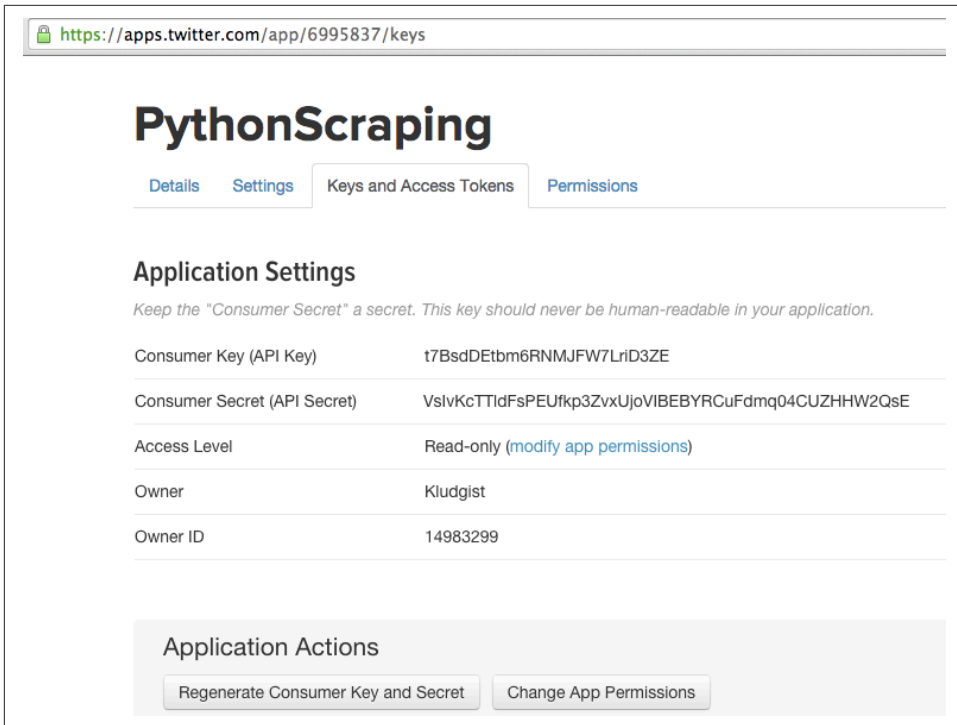 https://apps.twitter.com/app/6995837/keys
PythonScraping
Details Settings Keys and Access Tokens Permissions
Application Settings
Keep the "Consumer Secret" a secret. This key should never be human-readable in your application.
Consumer Key (API Key) t7BsdDEtbm6RNMJFW7LriD3ZE
Consumer Secret (API Secret) VsIvKcTTldFsPEUfkp3ZvxUjoVIBEBYRCuFdmq04CUZHHW2QsE
Access Level Read-only (modify app permissions)
Owner Kludgist
Owner ID 14983299
Application Actions
Regenerate Consumer Key and Secret Change App Permissions